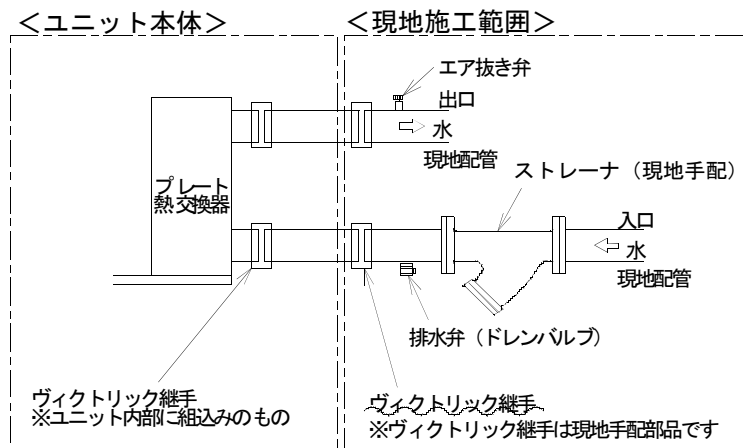 ＜ユニット本体＞
＜現地施工範囲＞
エア抜き弁
出口
水
現地配管
ストレーナ（現地手配）
プレート
熱交換器
入口
水
現地配管
排水弁（ドレンバルブ）
ヴィクトリック継手
※ユニット内部に組込みのもの
ヴィクトリック継手
※ヴィクトリック継手は現地手配部品です